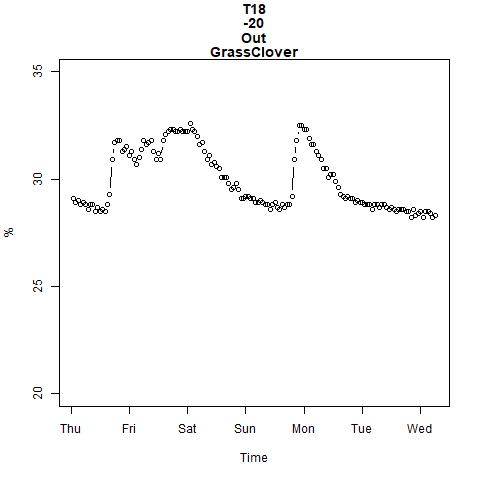 T18
-20
Out
GrassClover
35
30
25
20
%
Thu Fri Sat Sun Mon Tue Wed
Time